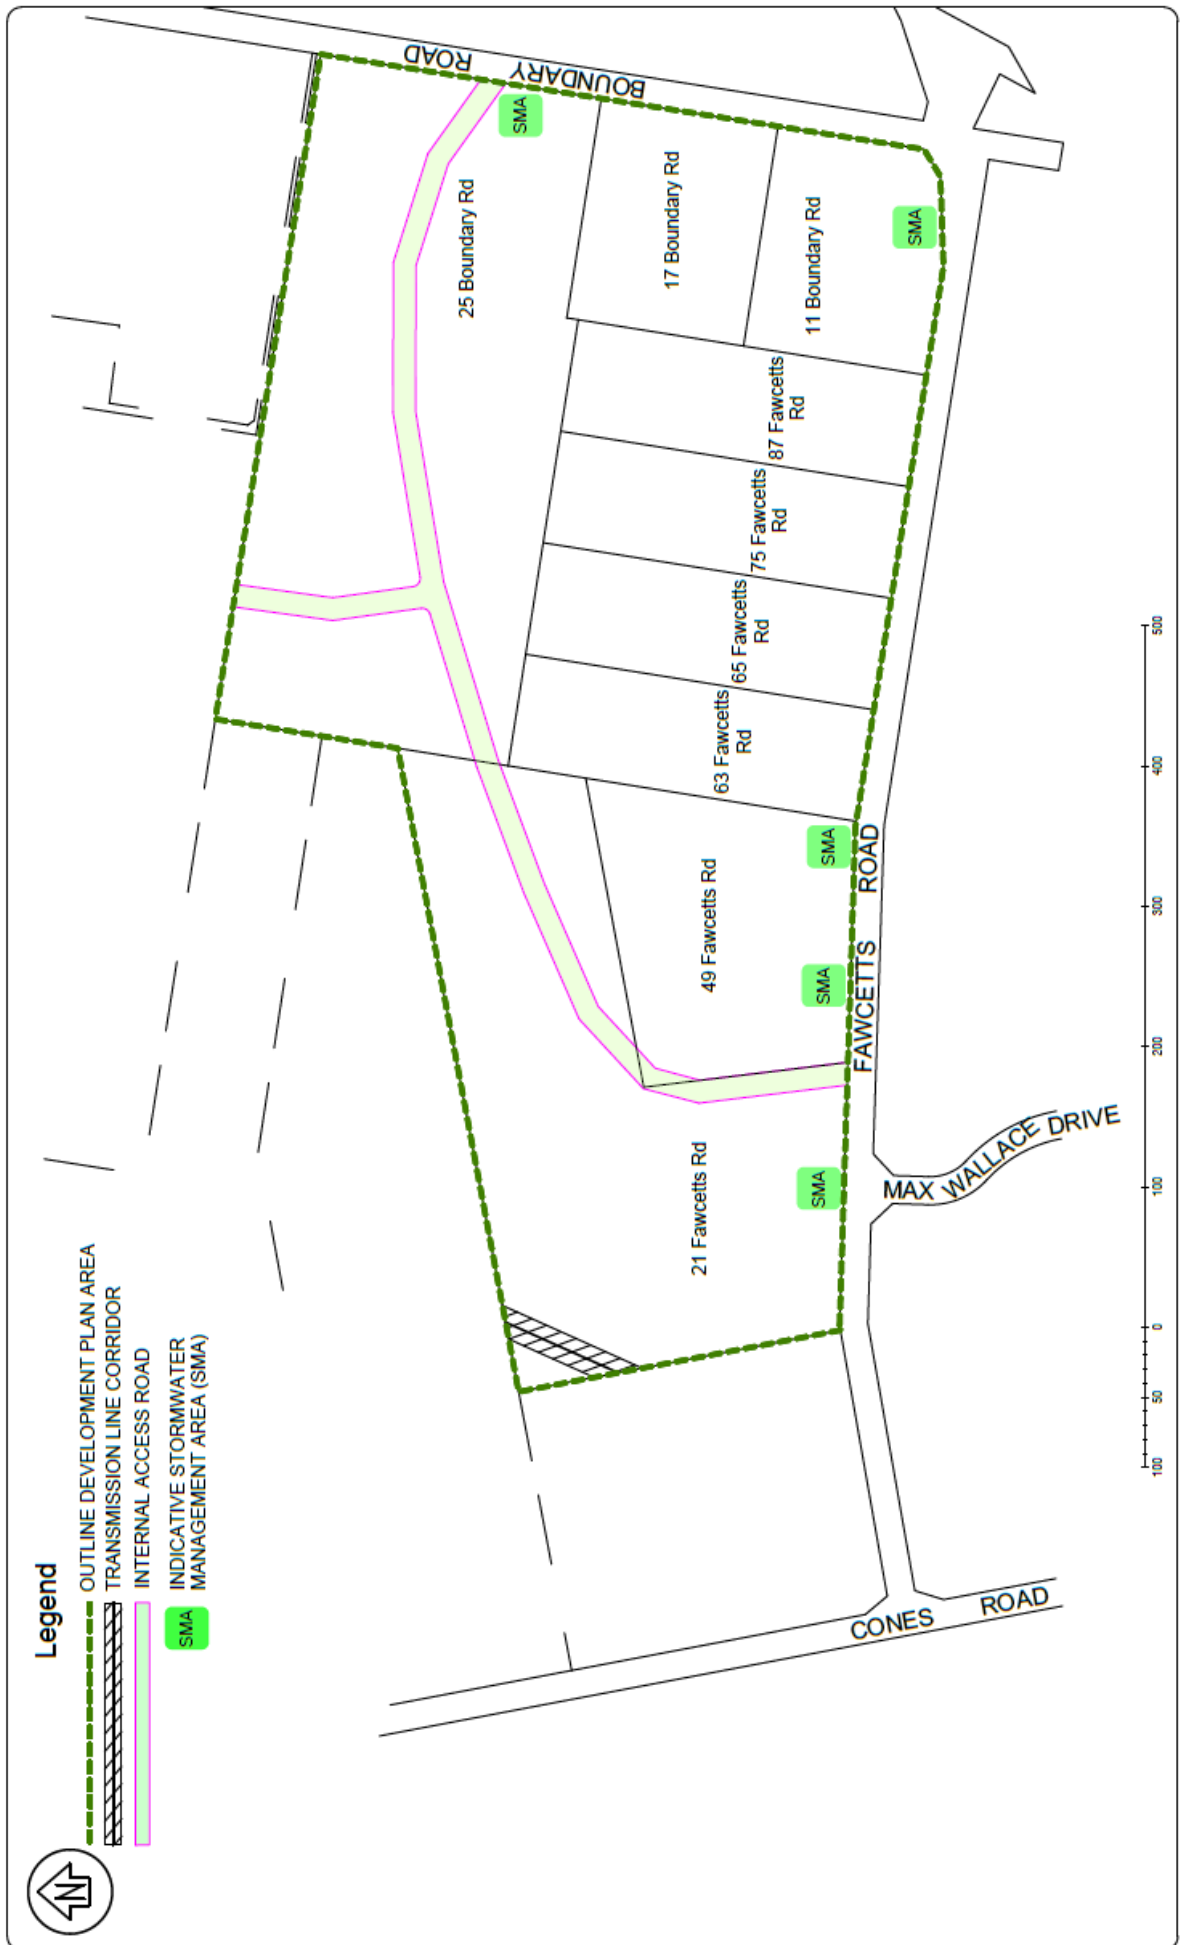 Legend
OUTLINE DEVELOPMENT PLAN AREA
TRANSMISSION LINE CORRIDOR
INTERNAL ACCESS ROAD
SMA
INDICATIVE STORMWATER
MANAGEMENT AREA (SMA)
N
BOUNDARY
ROAD
SMA
25 Boundary Rd
17 Boundary Rd
11 Boundary Rd
SMA
87 Fawcetts
Rd
75 Fawcetts
Rd
65 Fawcetts
Rd
63 Fawcetts
Rd
49 Fawcetts Rd
21 Fawcetts Rd
SMA
SMA
SMA
FAWCETTS ROAD
MAX WALLACE DRIVE
CONES ROAD
100 50 0 100 200 300 400 500